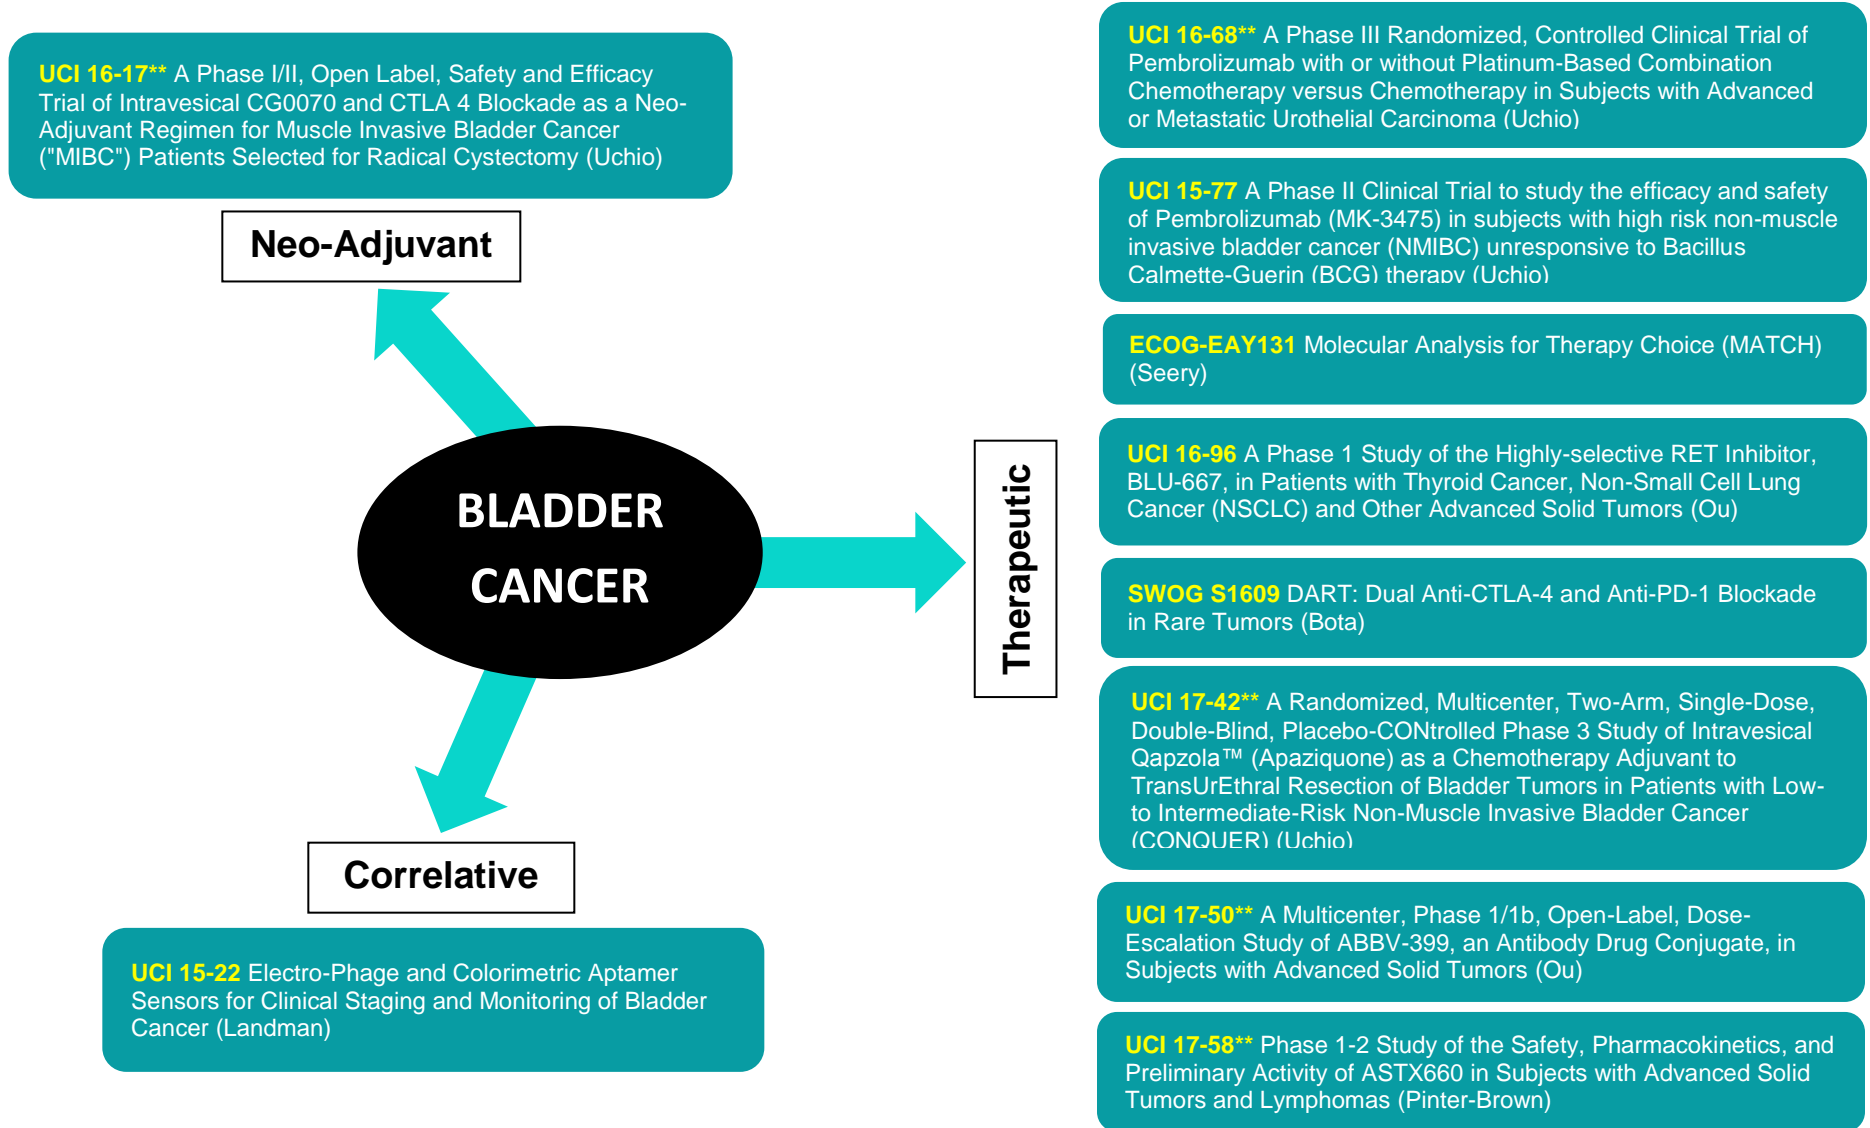 UCI 16-17** A Phase I/II, Open Label, Safety and Efficacy
Trial of Intravesical CG0070 and CTLA 4 Blockade as a Neo-
Adjuvant Regimen for Muscle Invasive Bladder Cancer
("MIBC") Patients Selected for Radical Cystectomy (Uchio)
Neo-Adjuvant
BLADDER
CANCER
Correlative
UCI 15-22 Electro-Phage and Colorimetric Aptamer
Sensors for Clinical Staging and Monitoring of Bladder
Cancer (Landman)
Therapeutic
UCI 16-68** A Phase III Randomized, Controlled Clinical Trial of
Pembrolizumab with or without Platinum-Based Combination
Chemotherapy versus Chemotherapy in Subjects with Advanced
or Metastatic Urothelial Carcinoma (Uchio)
UCI 15-77 A Phase II Clinical Trial to study the efficacy and safety
of Pembrolizumab (MK-3475) in subjects with high risk non-muscle
invasive bladder cancer (NMIBC) unresponsive to Bacillus
Calmette-Guerin (BCG) therapy (Uchio)
ECOG-EAY131 Molecular Analysis for Therapy Choice (MATCH)
(Seery)
UCI 16-96 A Phase 1 Study of the Highly-selective RET Inhibitor,
BLU-667, in Patients with Thyroid Cancer, Non-Small Cell Lung
Cancer (NSCLC) and Other Advanced Solid Tumors (Ou)
SWOG S1609 DART: Dual Anti-CTLA-4 and Anti-PD-1 Blockade
in Rare Tumors (Bota)
UCI 17-42** A Randomized, Multicenter, Two-Arm, Single-Dose,
Double-Blind, Placebo-CONtrolled Phase 3 Study of Intravesical
Qapzola™ (Apaziquone) as a Chemotherapy Adjuvant to
TransUrEthral Resection of Bladder Tumors in Patients with Low-
to Intermediate-Risk Non-Muscle Invasive Bladder Cancer
(CONQUER) (Uchio)
UCI 17-50** A Multicenter, Phase 1/1b, Open-Label, Dose-
Escalation Study of ABBV-399, an Antibody Drug Conjugate, in
Subjects with Advanced Solid Tumors (Ou)
UCI 17-58** Phase 1-2 Study of the Safety, Pharmacokinetics, and
Preliminary Activity of ASTX660 in Subjects with Advanced Solid
Tumors and Lymphomas (Pinter-Brown)